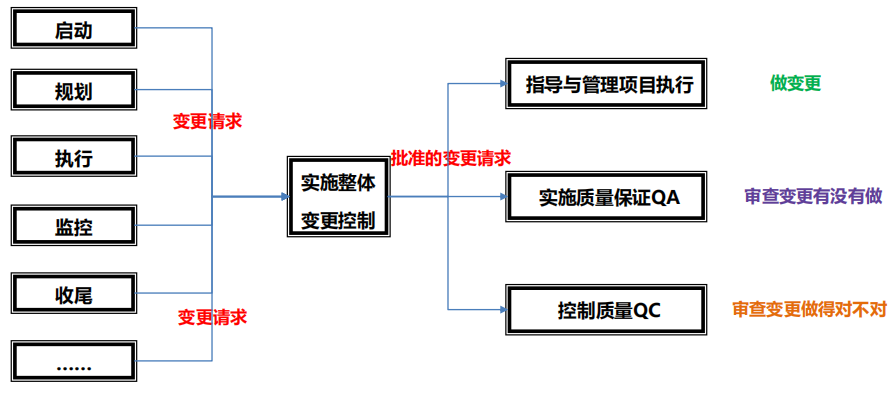 启动
规划
变更请求
执行
监控
收尾
变更请求
......
实施整体
变更控制
批准的变更请求
指导与管理项目执行
做变更
实施质量保证QA
审查变更有没有做
控制质量QC
审查变更做得对不对